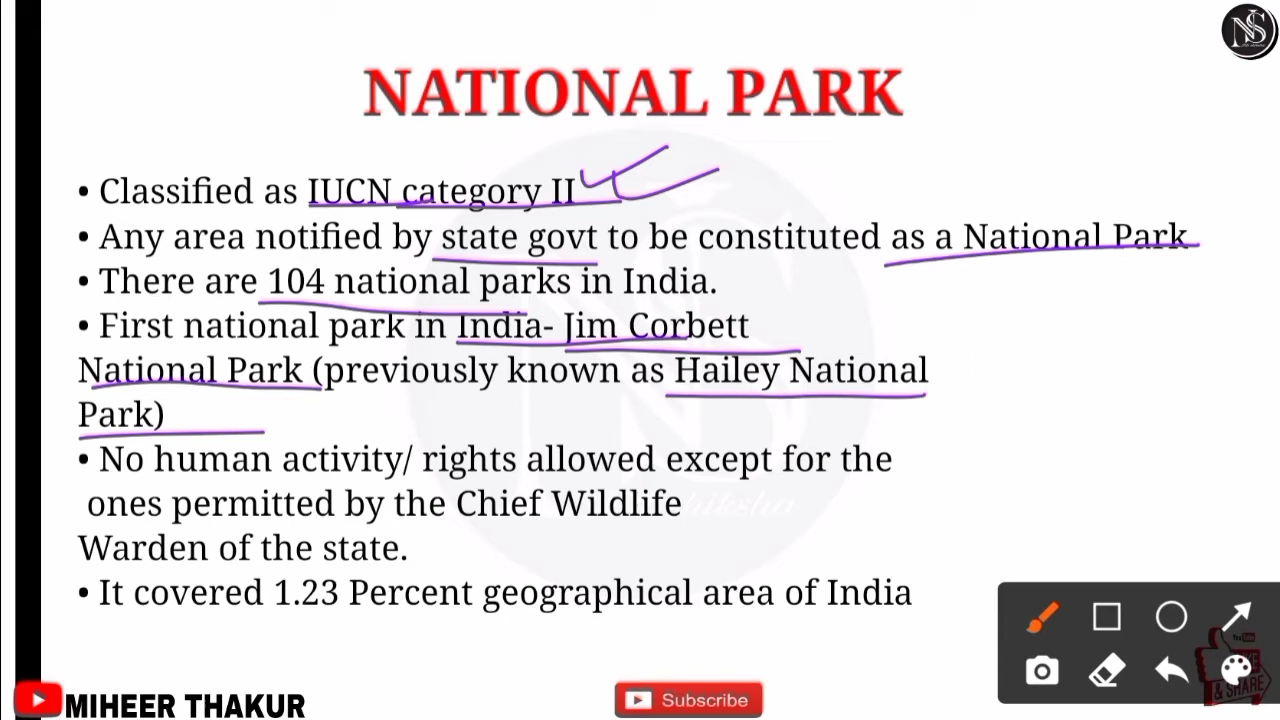 NS
NATIONAL PARK
• Classified as IUCN category II
• Any area notified by state govt to be constituted as a National Park
• There are 104 national parks in India.
• First national park in India- Jim Corbett
National Park (previously known as Hailey National
Park)
• No human activity/ rights allowed except for the
ones permitted by the Chief Wildlife
Warden of the state.
• It covered 1.23 Percent geographical area of India
MIHEER THAKUR
Subscribe
YouTube
& SHARE